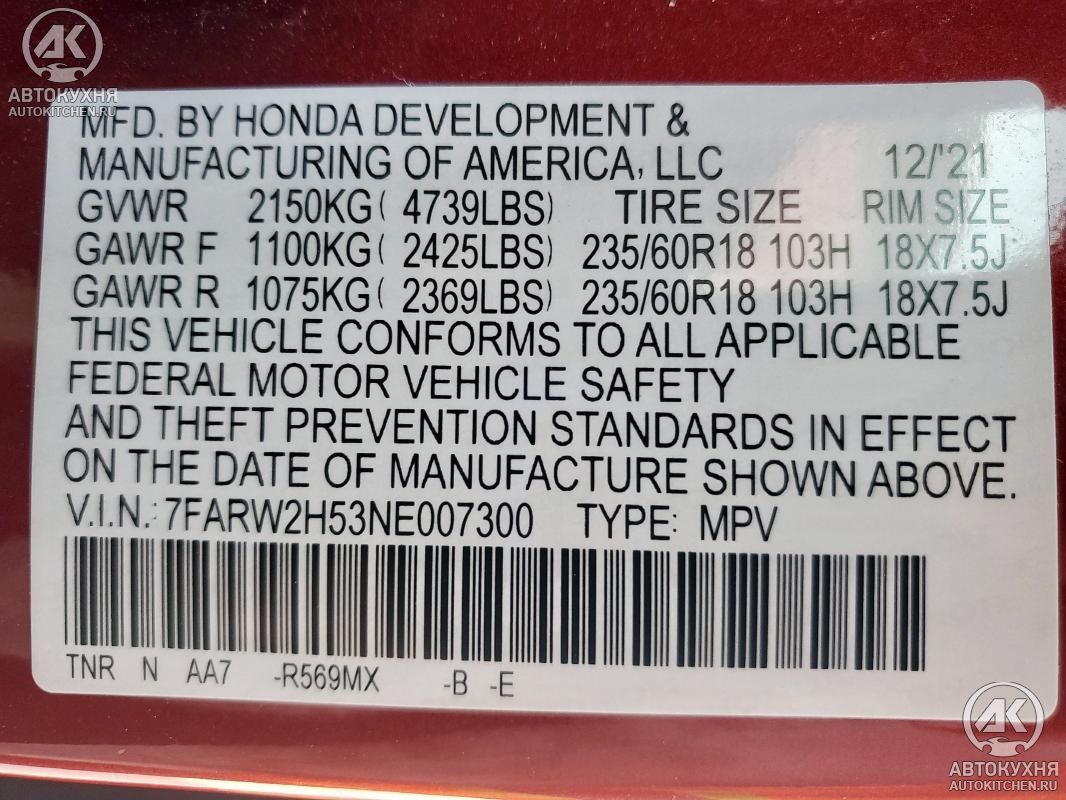 AK
АВТОКУХНЯ
AUTOKITCHEN.RU
MFD. BY HONDA DEVELOPMENT &
MANUFACTURING OF AMERICA, LLC 12/'21
GVWR 2150KG( 4739LBS) TIRE SIZE RIM SIZE
GAWR F 1100KG( 2425LBS) 235/60R18 103H 18X7.5J
GAWR R 1075KG( 2369LBS) 235/60R18 103H 18X7.5J
THIS VEHICLE CONFORMS TO ALL APPLICABLE
FEDERAL MOTOR VEHICLE SAFETY
AND THEFT PREVENTION STANDARDS IN EFFECT
ON THE DATE OF MANUFACTURE SHOWN ABOVE.
V.I.N.: 7FARW2H53NE007300 TYPE: MPV
TNR N AA7 -R569MX -B -E
AK
АВТОКУХНЯ
AUTOKITCHEN.RU